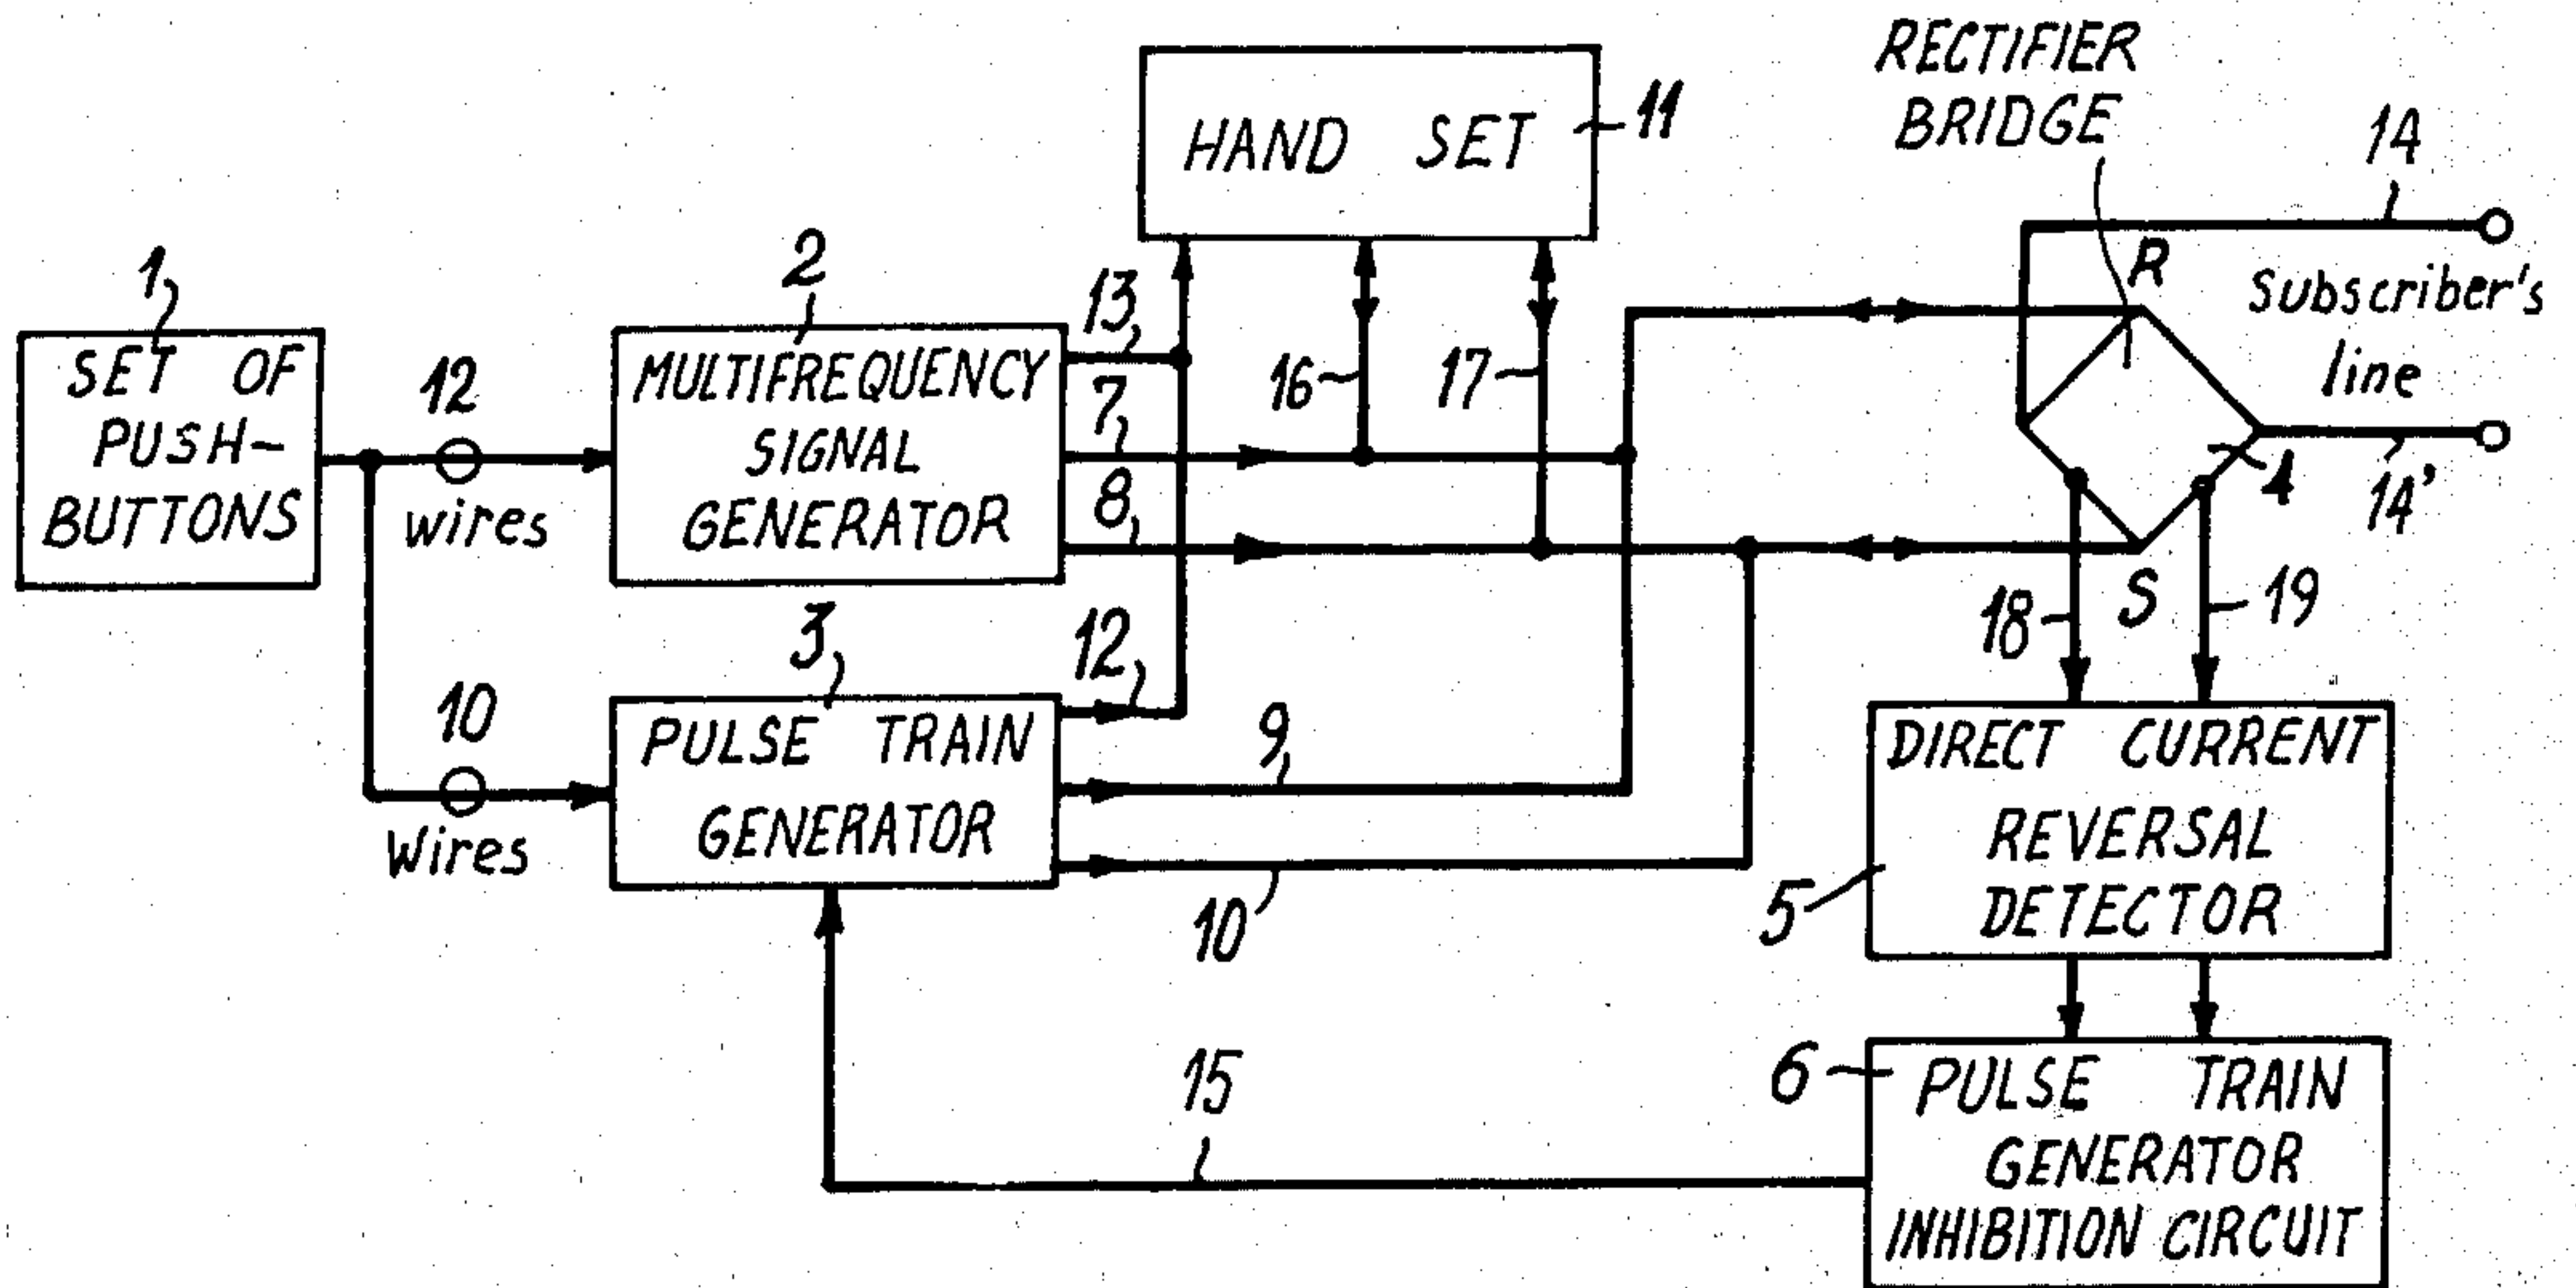 RECTIFIER
BRIDGE
HAND SET
11
14
R
Subscriber's
line
1
2
13
SET OF
PUSH-
BUTTONS
12
wires
MULTIFREQUENCY
SIGNAL
GENERATOR
7
8
16
17
4
14'
18
S
19
3
12
10
Wires
PULSE TRAIN
GENERATOR
9
10
DIRECT CURRENT
REVERSAL
DETECTOR
5
15
6
PULSE TRAIN
GENERATOR
INHIBITION CIRCUIT